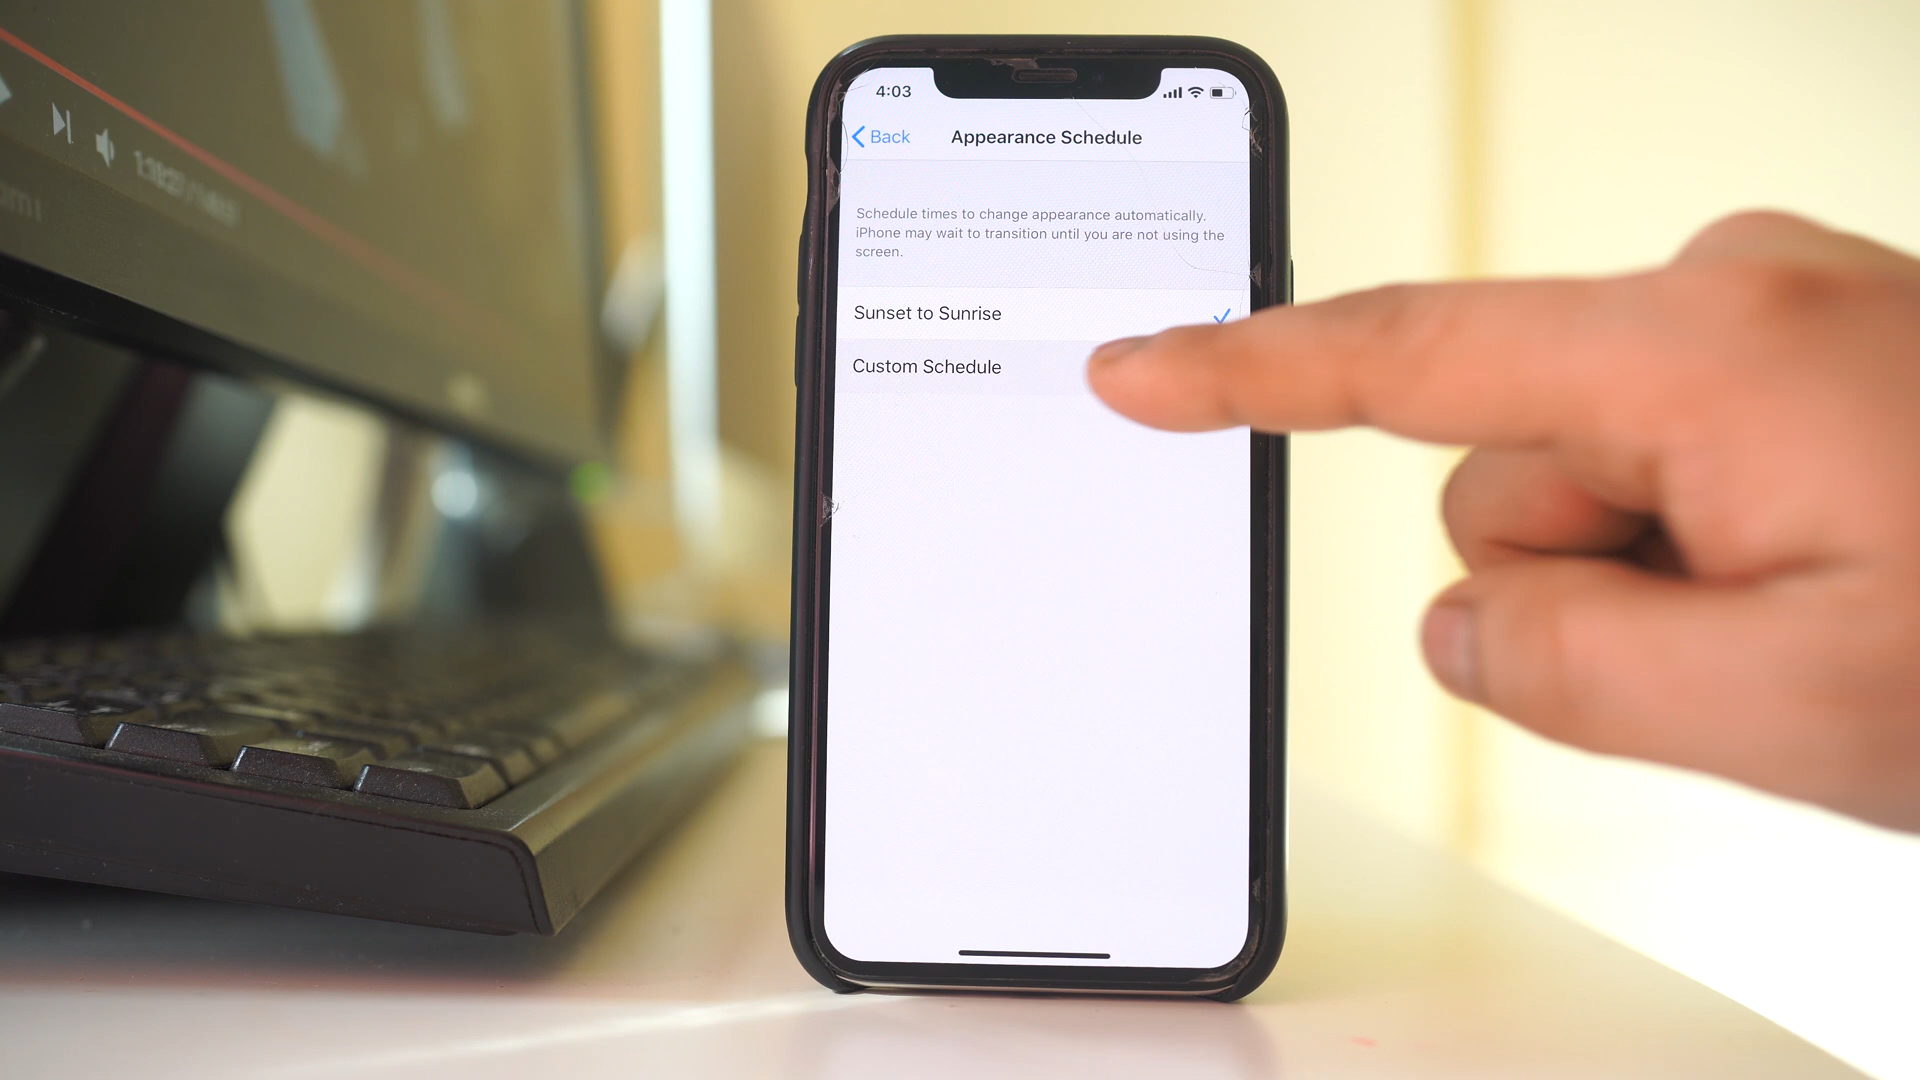 4:03
Back
Appearance Schedule
Schedule times to change appearance automatically.
iPhone may wait to transition until you are not using the
screen.
Sunset to Sunrise
Custom Schedule